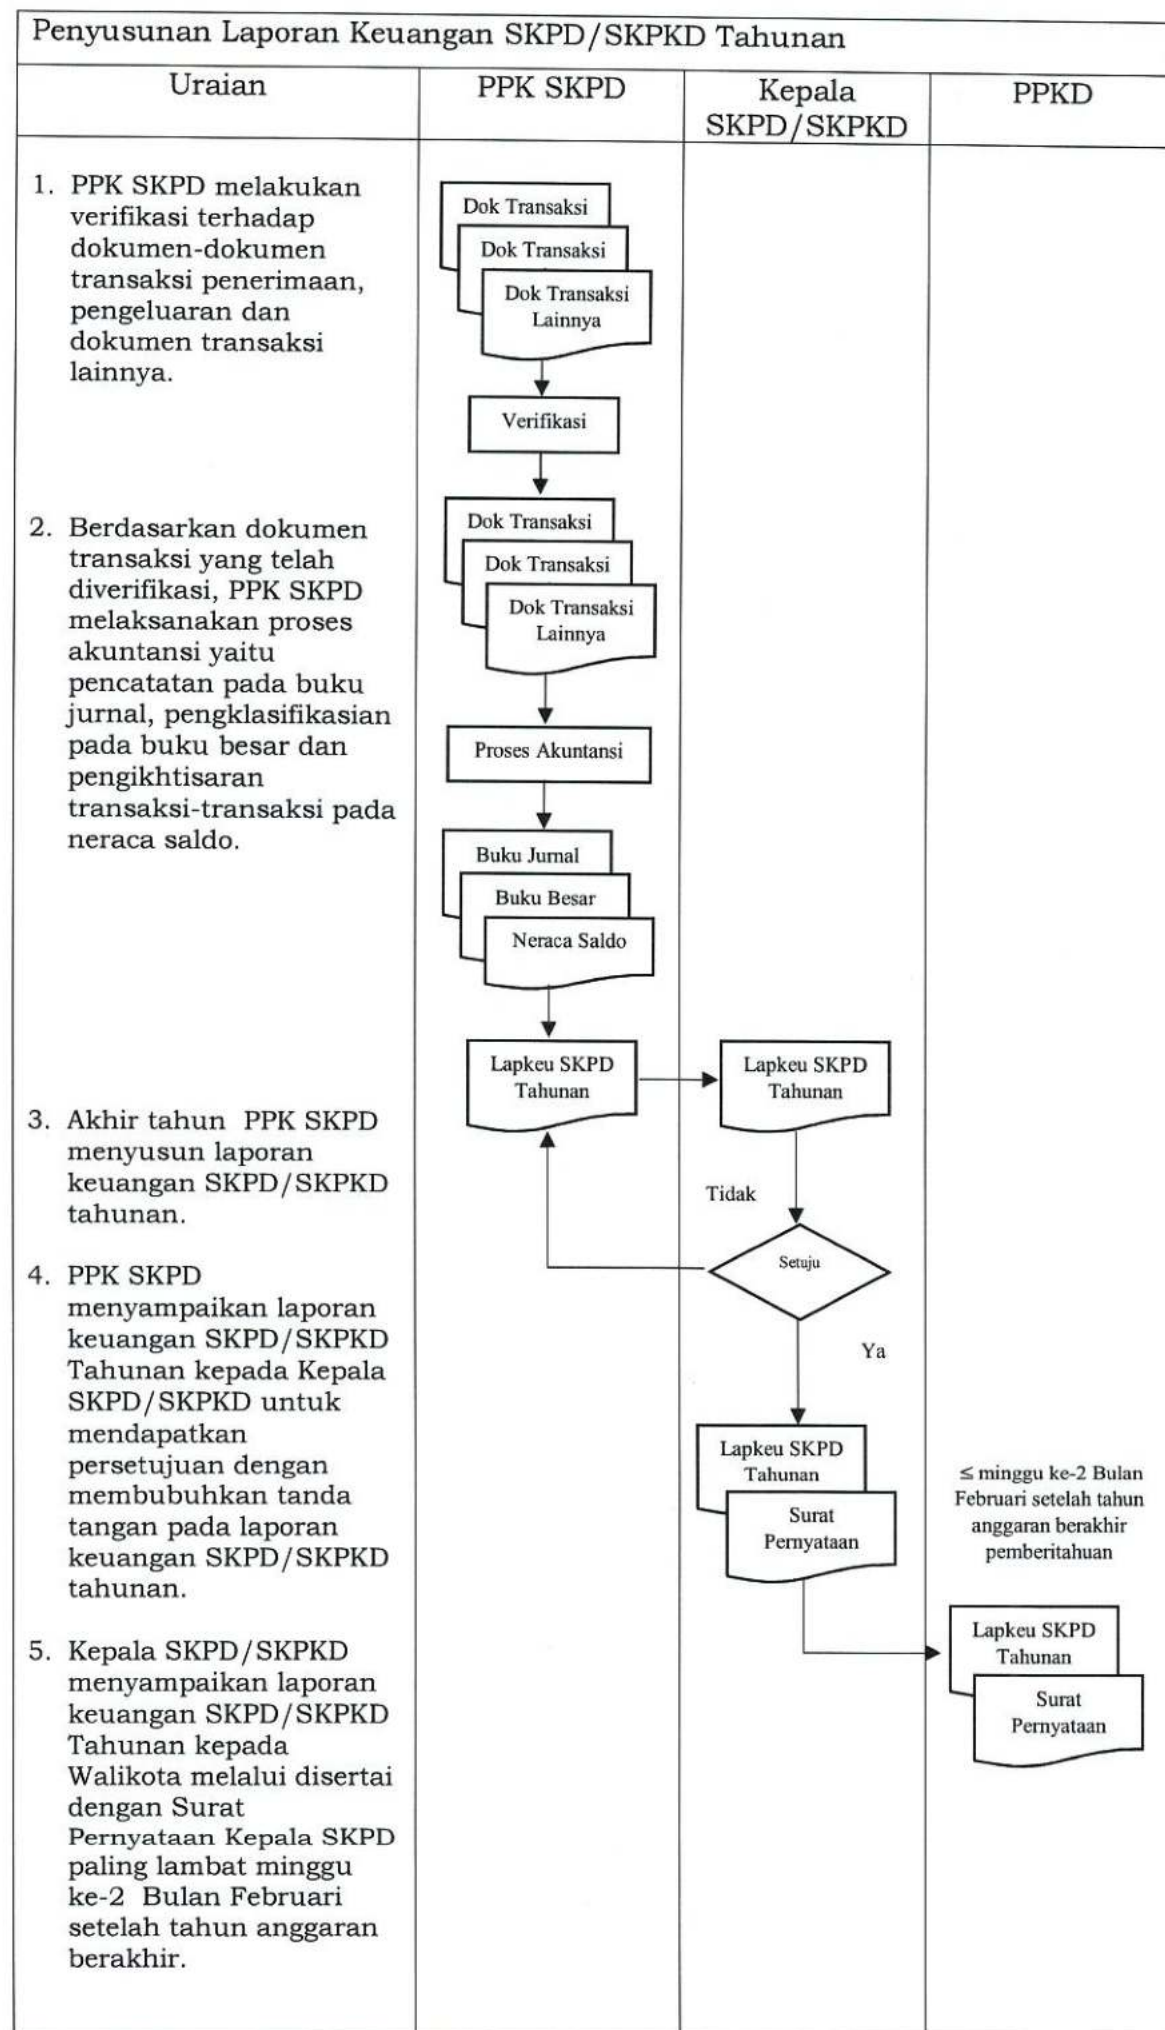 Penyusunan Laporan Keuangan SKPD/SKPKD Tahunan
Uraian
PPK SKPD
Kepala
SKPD/SKPKD
PPKD
1. PPK SKPD melakukan
verifikasi terhadap
dokumen-dokumen
transaksi penerimaan,
pengeluaran dan
dokumen transaksi
lainnya.
2. Berdasarkan dokumen
transaksi yang telah
diverifikasi, PPK SKPD
melaksanakan proses
akuntansi yaitu
pencatatan pada buku
jurnal, pengklasifikasian
pada buku besar dan
pengikhtisaran
transaksi-transaksi pada
neraca saldo.
3. Akhir tahun PPK SKPD
menyusun laporan
keuangan SKPD/SKPKD
tahunan.
4. PPK SKPD
menyampaikan laporan
keuangan SKPD/SKPKD
Tahunan kepada Kepala
SKPD/SKPKD untuk
mendapatkan
persetujuan dengan
membubuhkan tanda
tangan pada laporan
keuangan SKPD/SKPKD
tahunan.
5. Kepala SKPD/SKPKD
menyampaikan laporan
keuangan SKPD/SKPKD
Tahunan kepada
Walikota melalui disertai
dengan Surat
Pernyataan Kepala SKPD
paling lambat minggu
ke-2 Bulan Februari
setelah tahun anggaran
berakhir.
Dok Transaksi
Dok Transaksi
Dok Transaksi
Lainnya
Verifikasi
Dok Transaksi
Dok Transaksi
Dok Transaksi
Lainnya
Proses Akuntansi
Buku Jurnal
Buku Besar
Neraca Saldo
Lapkeu SKPD
Tahunan
Lapkeu SKPD
Tahunan
Tidak
Setuju
Ya
Lapkeu SKPD
Tahunan
Surat
Pernyataan
≤ minggu ke-2 Bulan
Februari setelah tahun
anggaran berakhir
pemberitahuan
Lapkeu SKPD
Tahunan
Surat
Pernyataan